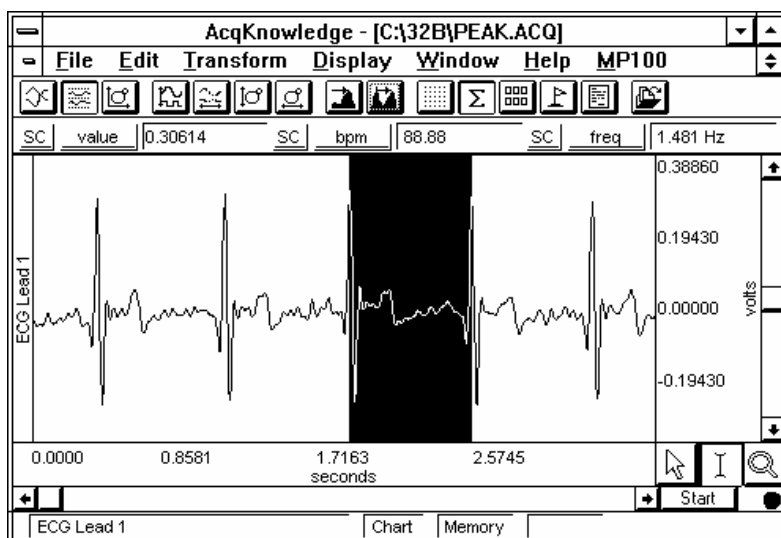 AcqKnowledge - [C:\32B\PEAK.ACQ]
File Edit Transform Display Window Help MP100
SC value 0.30614 SC bpm 88.88 SC freq 1.481 Hz
0.38860
0.19430
0.00000
-0.19430
volts
ECG Lead 1
0.0000 0.8581 1.7163 2.5745
seconds
Start
ECG Lead 1 Chart Memory